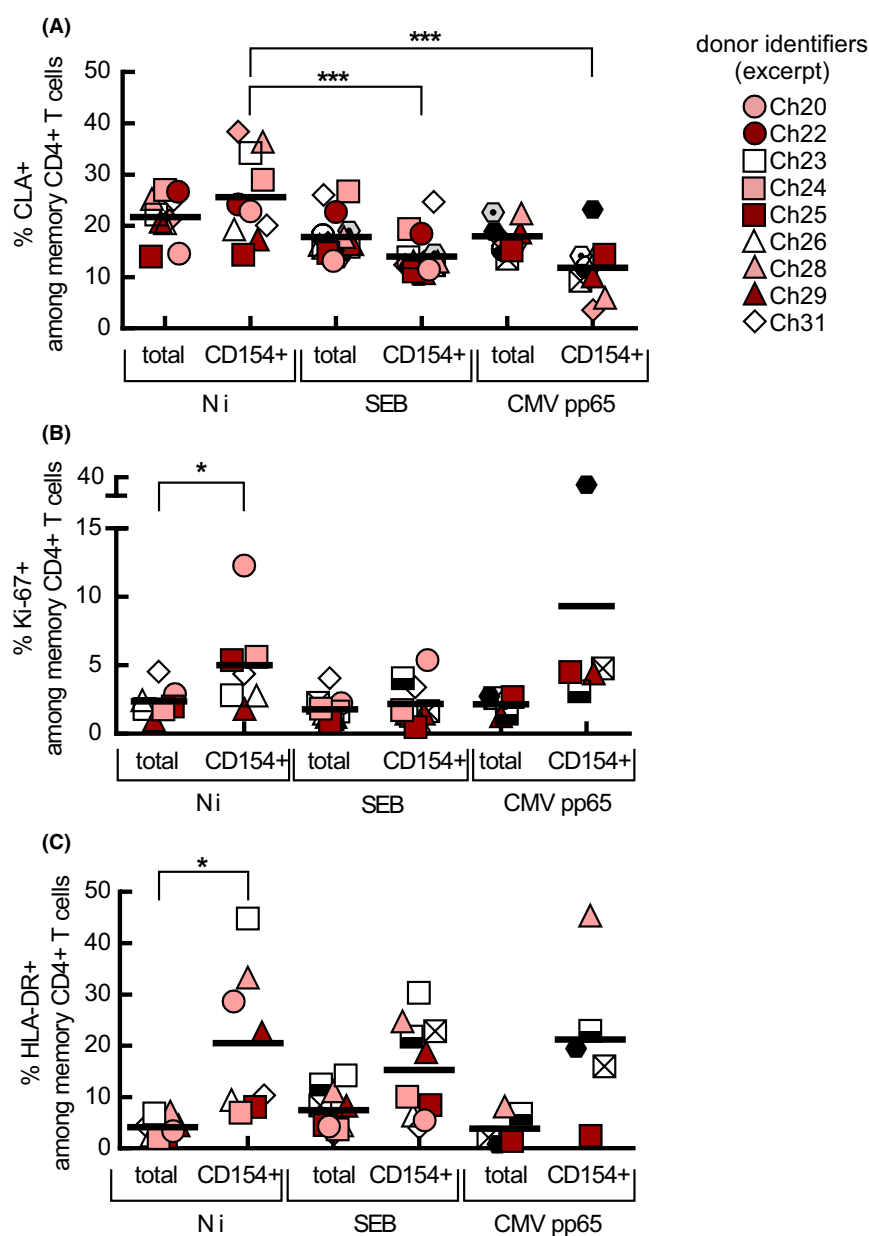 (A)
***
***
% CLA+
among memory CD4+ T cells
50
40
30
20
10
0
total
CD154+
total
CD154+
total
CD154+
Ni
SEB
CMV pp65
donor identifiers
(excerpt)
Ch20
Ch22
Ch23
Ch24
Ch25
Ch26
Ch28
Ch29
Ch31
(B)
*
% Ki-67+
among memory CD4+ T cells
40
15
10
5
0
total
CD154+
total
CD154+
total
CD154+
Ni
SEB
CMV pp65
(C)
*
% HLA-DR+
among memory CD4+ T cells
50
40
30
20
10
0
total
CD154+
total
CD154+
total
CD154+
Ni
SEB
CMV pp65